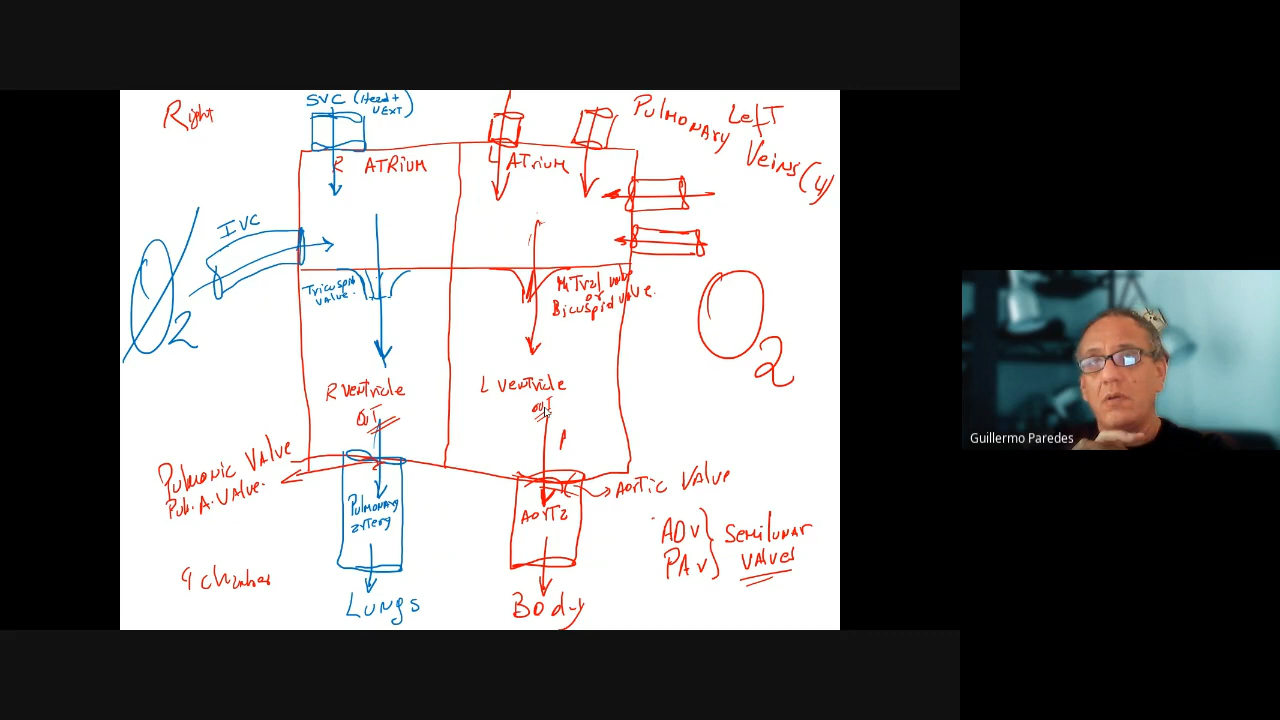 Right
SVC (Head +
UExT)
Pulmonary
Veins (4)
LefT
R ATRium
L ATrium
IVC
O2
Tricuspid
valve.
MiTral valve
or
Bicuspid valve.
O2
R ventricle
ouT
L ventricle
ouT
Pulmonic Valve
Pul. A. Valve.
Pulmonary
artery
AorTa
AorTic Valve
AOv
PAv
Semilunar
valves
4 chamber
Lungs
Body
Guillermo Paredes